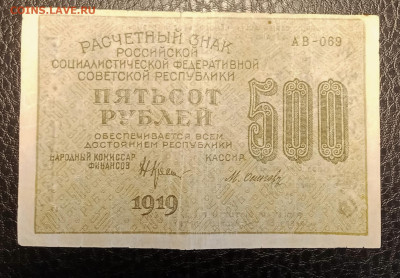 COINS.LAVE.RU
РАСЧЕТНЫЙ ЗНАК
РОССИЙСКОЙ
СОЦИАЛИСТИЧЕСКОЙ ФЕДЕРАТИВНОЙ
СОВЕТСКОЙ РЕСПУБЛИКИ
АВ-069
ПЯТЬСОТ
РУБЛЕЙ
500
ОБЕСПЕЧИВАЕТСЯ ВСЕМ
ДОСТОЯНИЕМ РЕСПУБЛИКИ
НАРОДНЫЙ КОМИССАР
ФИНАНСОВ
КАССИР
1919